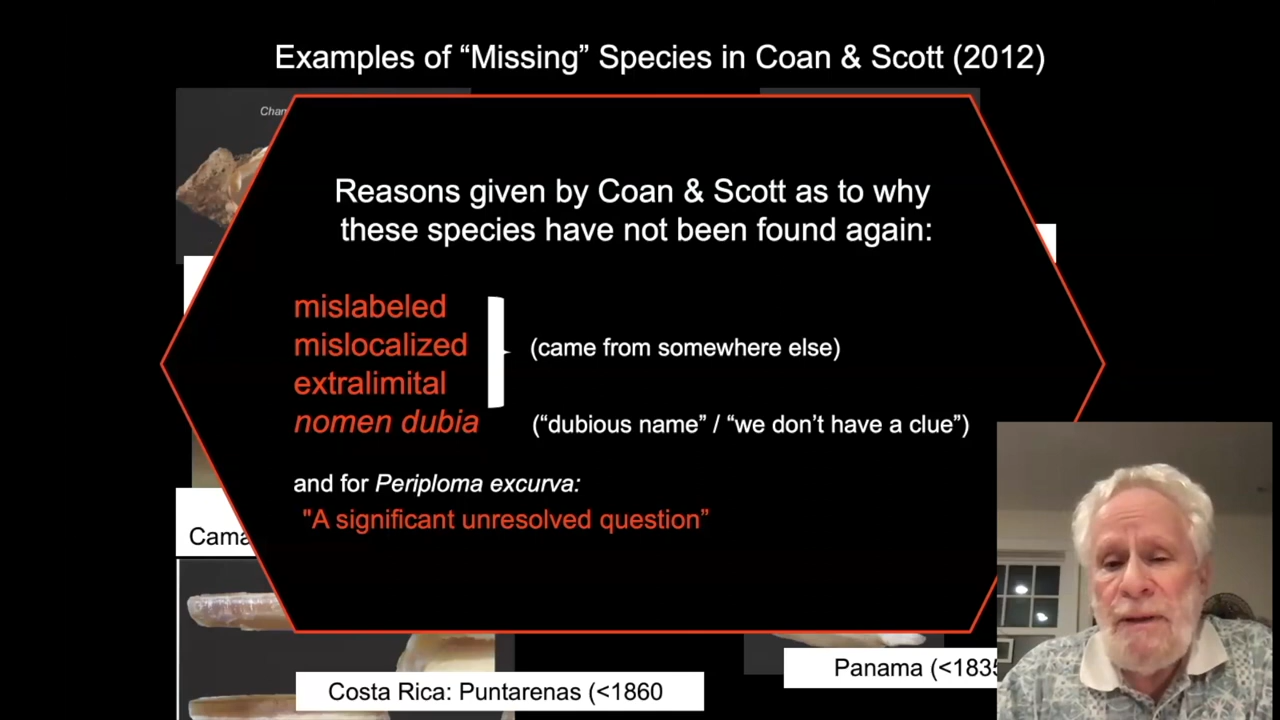 Examples of “Missing” Species in Coan & Scott (2012)
Reasons given by Coan & Scott as to why
these species have not been found again:
mislabeled
mislocalized
(came from somewhere else)
extralimital
nomen dubia
(“dubious name” / “we don’t have a clue”)
and for Periploma excurva:
"A significant unresolved question”
Costa Rica: Puntarenas (<1860
Panama (<1835